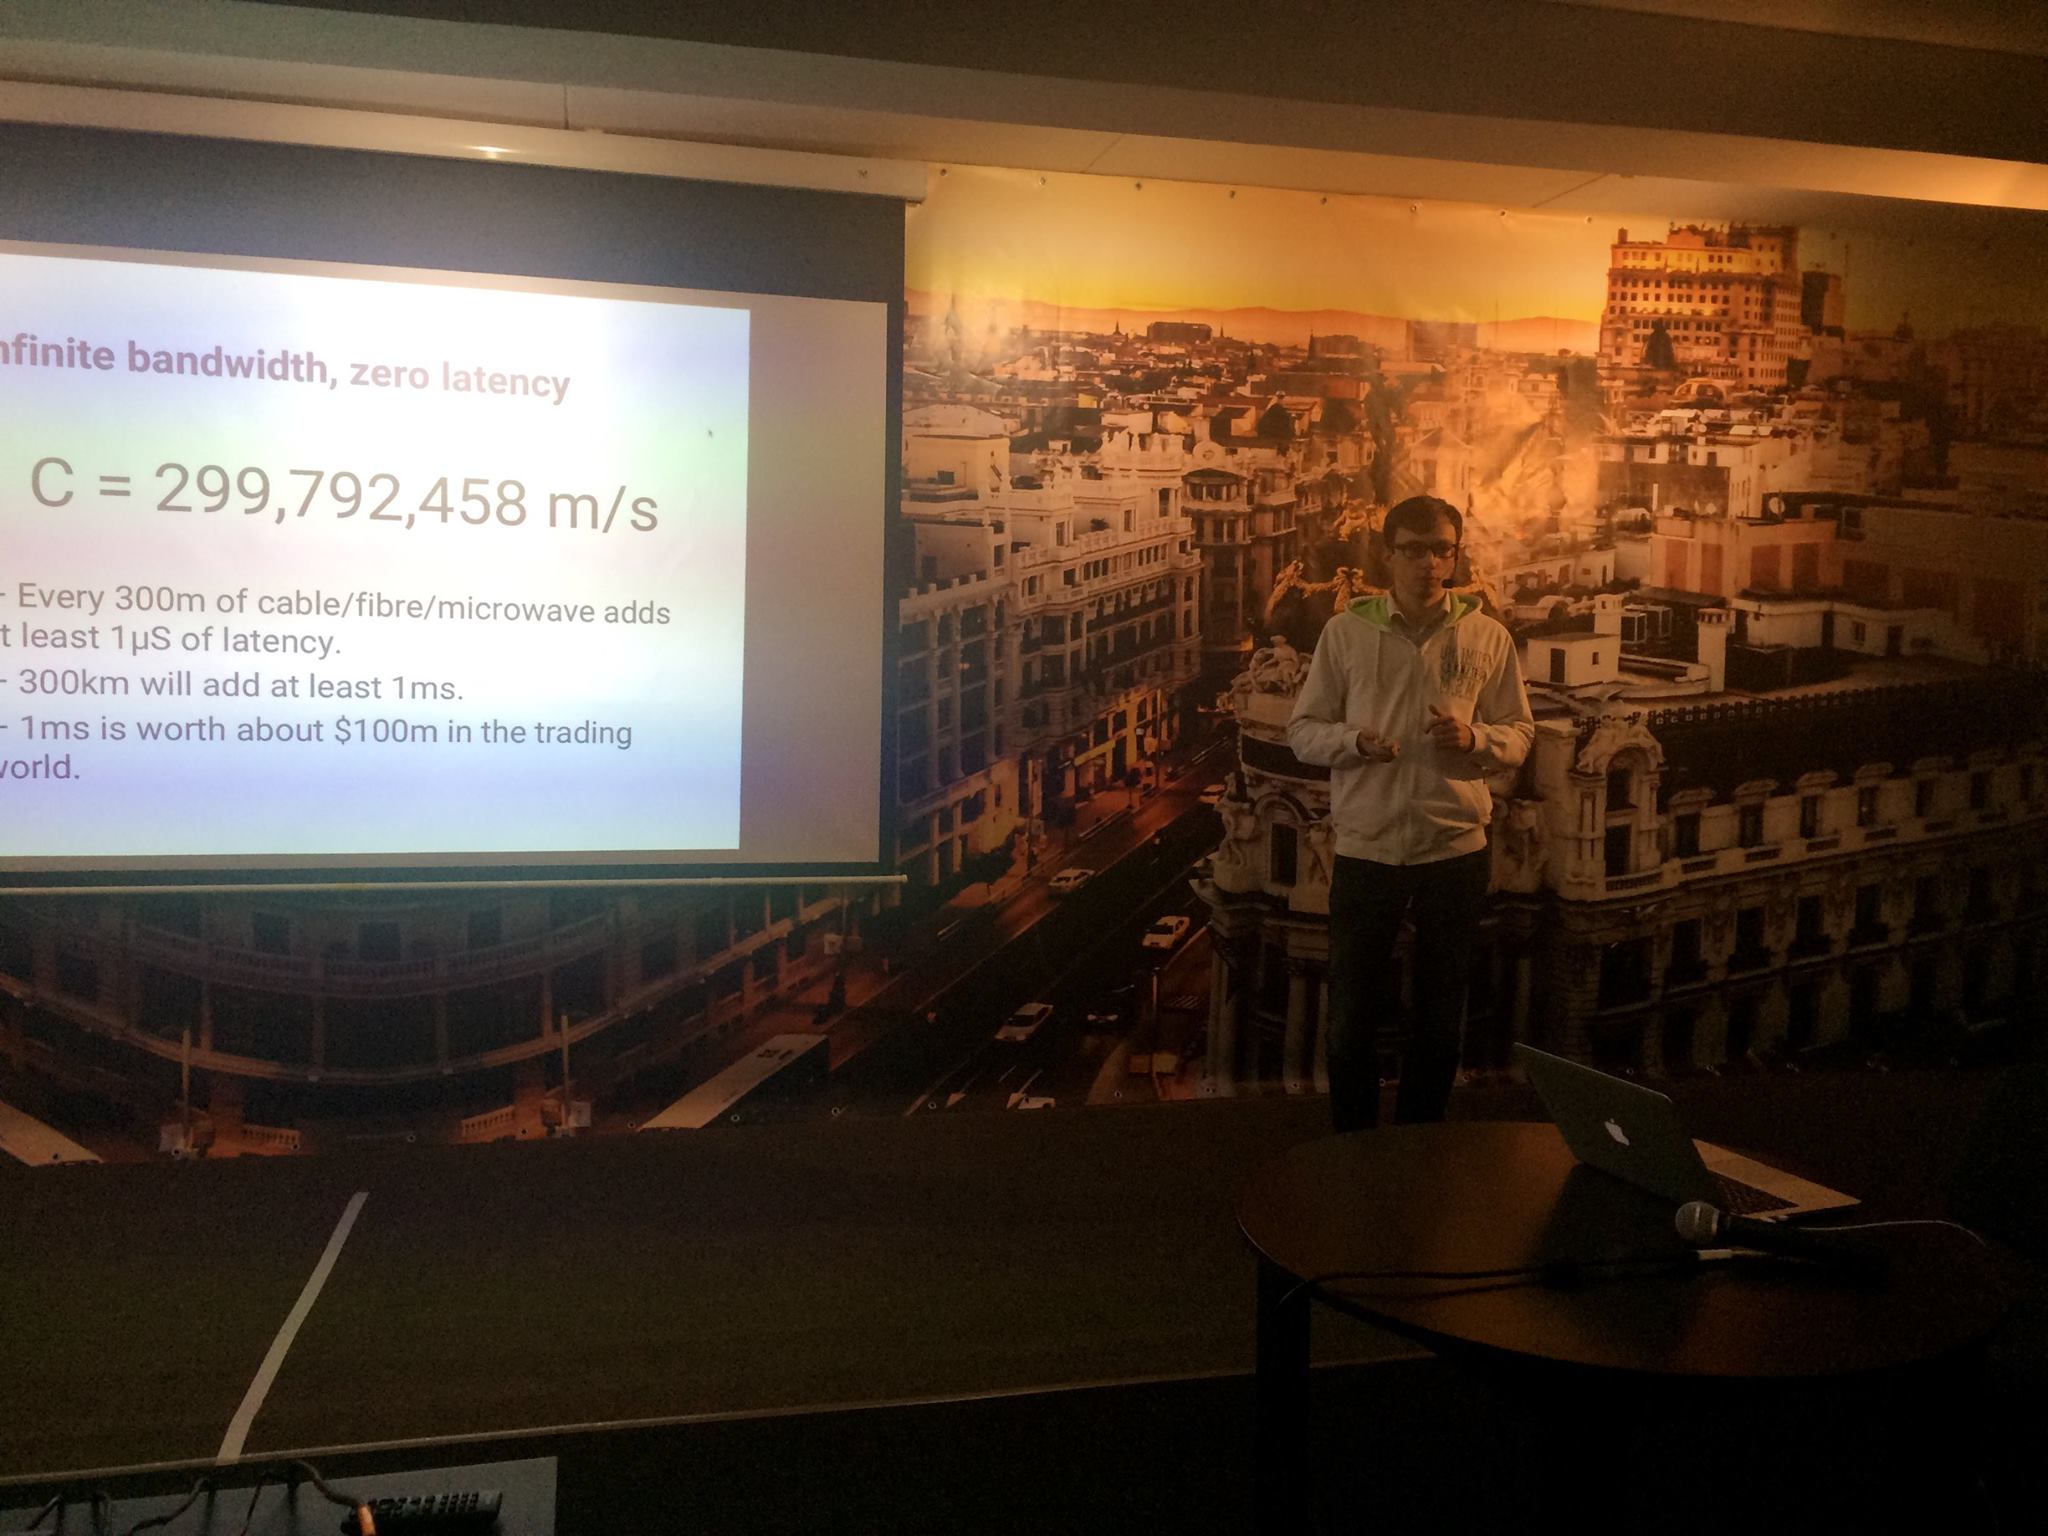 nfinite bandwidth, zero latency
C = 299,792,458 m/s
- Every 300m of cable/fibre/microwave adds
t least 1µS of latency.
- 300km will add at least 1ms.
- 1ms is worth about $100m in the trading
world.